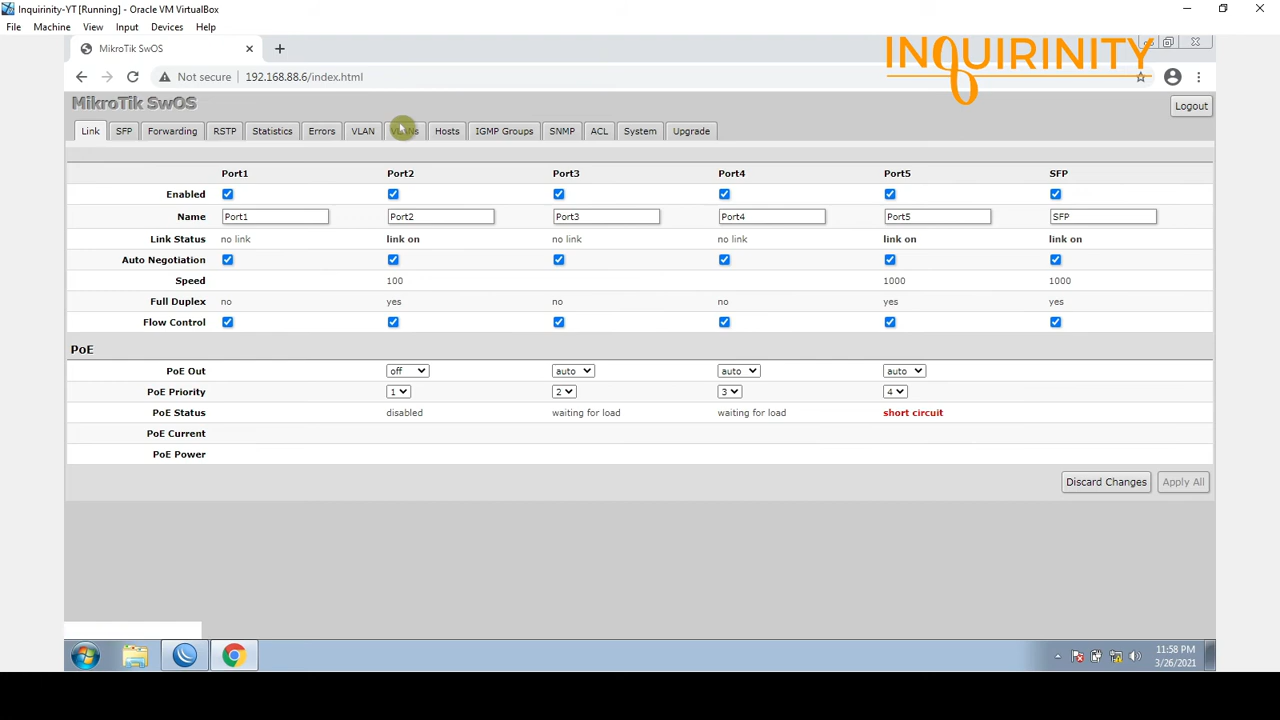 Inquirinity-YT [Running] - Oracle VM VirtualBox
File Machine View Input Devices Help
MikroTik SwOS
INQUIRINITY
Not secure 192.168.88.6/index.html
MikroTik SwOS
Logout
Link SFP Forwarding RSTP Statistics Errors VLAN VLANs Hosts IGMP Groups SNMP ACL System Upgrade
Port1 Port2 Port3 Port4 Port5 SFP
Enabled
Name Port1 Port2 Port3 Port4 Port5 SFP
Link Status no link link on no link no link link on link on
Auto Negotiation
Speed 100 1000 1000
Full Duplex no yes no no yes yes
Flow Control
PoE
PoE Out off auto auto auto
PoE Priority 1 2 3 4
PoE Status disabled waiting for load waiting for load short circuit
PoE Current
PoE Power
Discard Changes Apply All
11:58 PM
3/26/2021